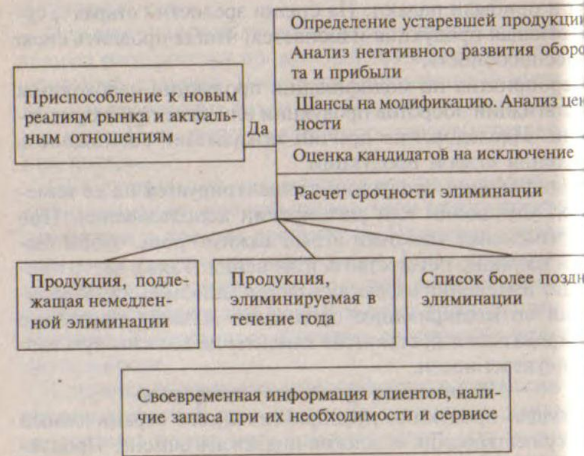 Определение устаревшей продукции
Анализ негативного развития оборо-
та и прибыли
Приспособление к новым
реалиям рынка и актуаль-
ным отношениям
Да
Шансы на модификацию. Анализ цен
ности
Оценка кандидатов на исключение
Расчет срочности элиминации
Продукция, подле-
жащая немедлен-
ной элиминации
Продукция,
элиминируемая в
течение года
Список более поздн
элиминации
Своевременная информация клиентов, нали-
чие запаса при их необходимости и сервисе